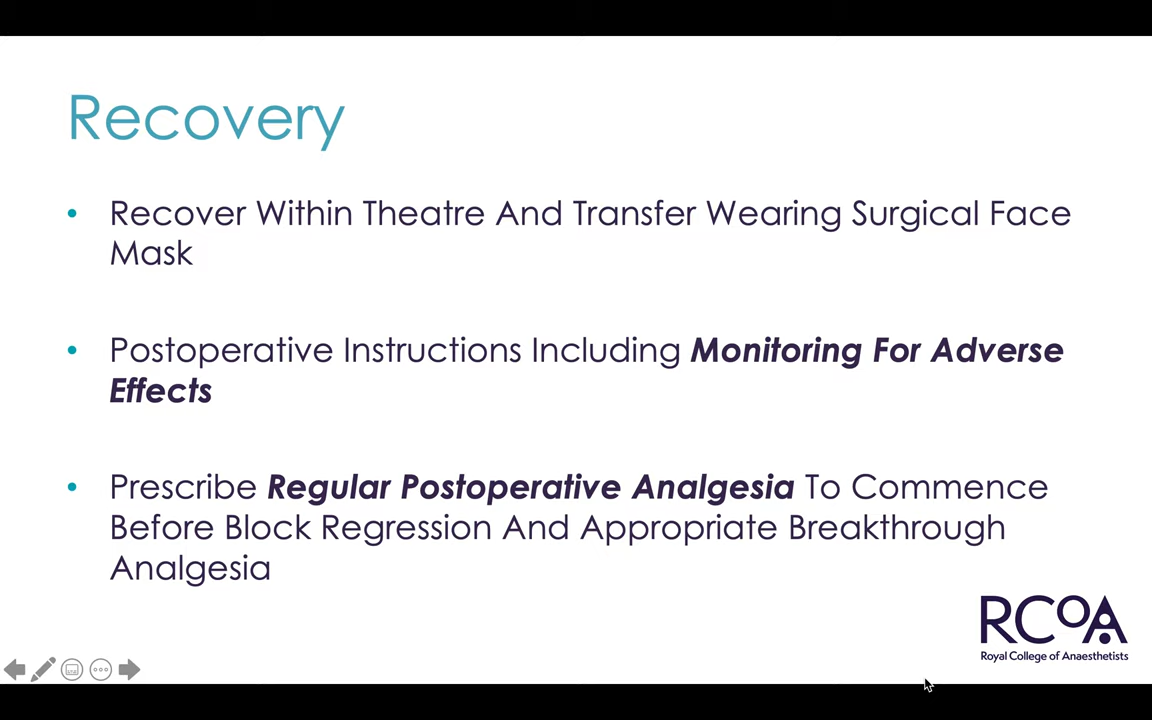 Recovery
• Recover Within Theatre And Transfer Wearing Surgical Face
Mask
• Postoperative Instructions Including Monitoring For Adverse
Effects
• Prescribe Regular Postoperative Analgesia To Commence
Before Block Regression And Appropriate Breakthrough
Analgesia
RCOA
Royal College of Anaesthetists